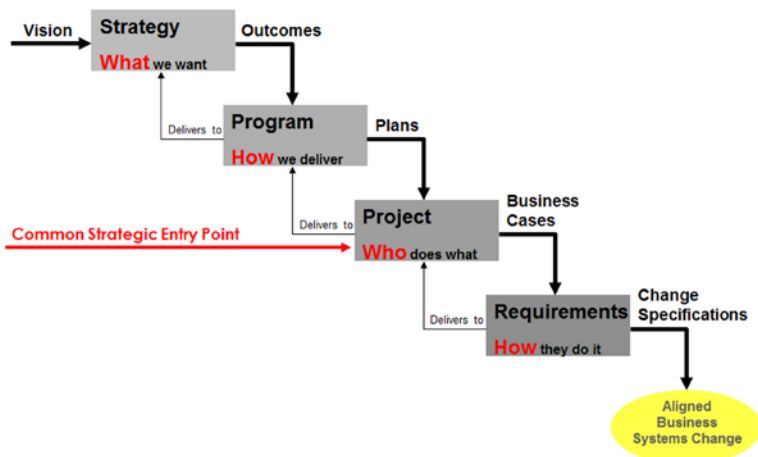 Vision
Strategy
What we want
Outcomes
Delivers to
Program
How we deliver
Plans
Delivers to
Project
Who does what
Business
Cases
Common Strategic Entry Point
Delivers to
Requirements
How they do it
Change
Specifications
Aligned
Business
Systems Change